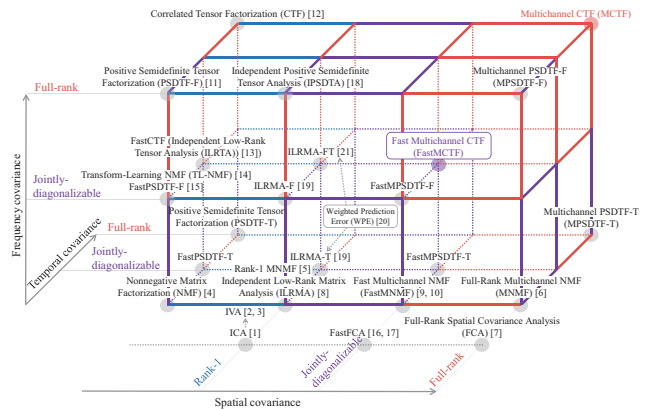 Correlated Tensor Factorization (CTF) [12]
Multichannel CTF (MCTF)
Positive Semidefinite Tensor
Factorization (PSDTF-F) [11]
Independent Positive Semidefinite
Tensor Analysis (IPSDTA) [18]
Multichannel PSDTF-F
(MPSDTF-F)
Full-rank
FastCTF (Independent Low-Rank
Tensor Analysis (ILRTA)) [13])
ILRMA-FT [21]
Fast Multichannel CTF
(FastMCTF)
Transform-Learning NMF (TL-NMF) [14]
FastPSDTF-F [15]
ILRMA-F [19]
FastMPSDTF-F
Jointly-
diagonalizable
Positive Semidefinite Tensor
Factorization (PSDTF-T)
Weighted Prediction
Error (WPE) [20]
Multichannel PSDTF-T
(MPSDTF-T)
Full-rank
Jointly-
diagonalizable
FastPSDTF-T
Rank-1 MNMF [5]
ILRMA-T [19]
FastMPSDTF-T
Nonnegative Matrix
Factorization (NMF) [4]
Independent Low-Rank Matrix
Analysis (ILRMA) [8]
Fast Multichannel NMF
(FastMNMF) [9, 10]
Full-Rank Multichannel NMF
(MNMF) [6]
IVA [2, 3]
ICA [1]
FastFCA [16, 17]
Full-Rank Spatial Covariance Analysis
(FCA) [7]
Rank-1
Jointly-
diagonalizable
Full-rank
Spatial covariance
Frequency covariance
Temporal covariance